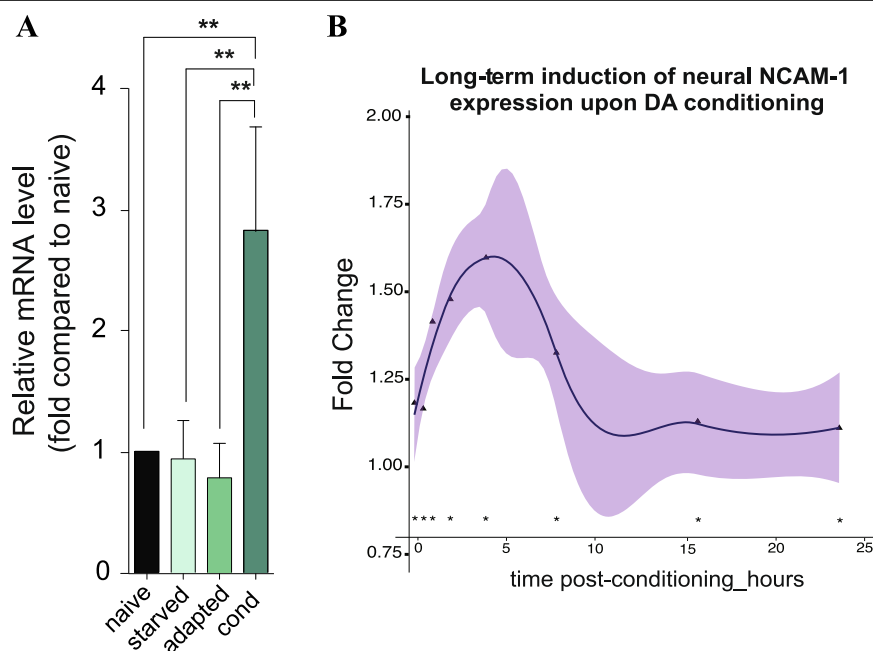 A
**
**
**
4
3
2
1
0
Relative mRNA level
(fold compared to naive)
naive
starved
adapted
cond
B
Long-term induction of neural NCAM-1
expression upon DA conditioning
2.00
1.75
1.50
1.25
1.00
0.75
Fold Change
* * * * * * * *
0 5 10 15 20 25
time post-conditioning_hours